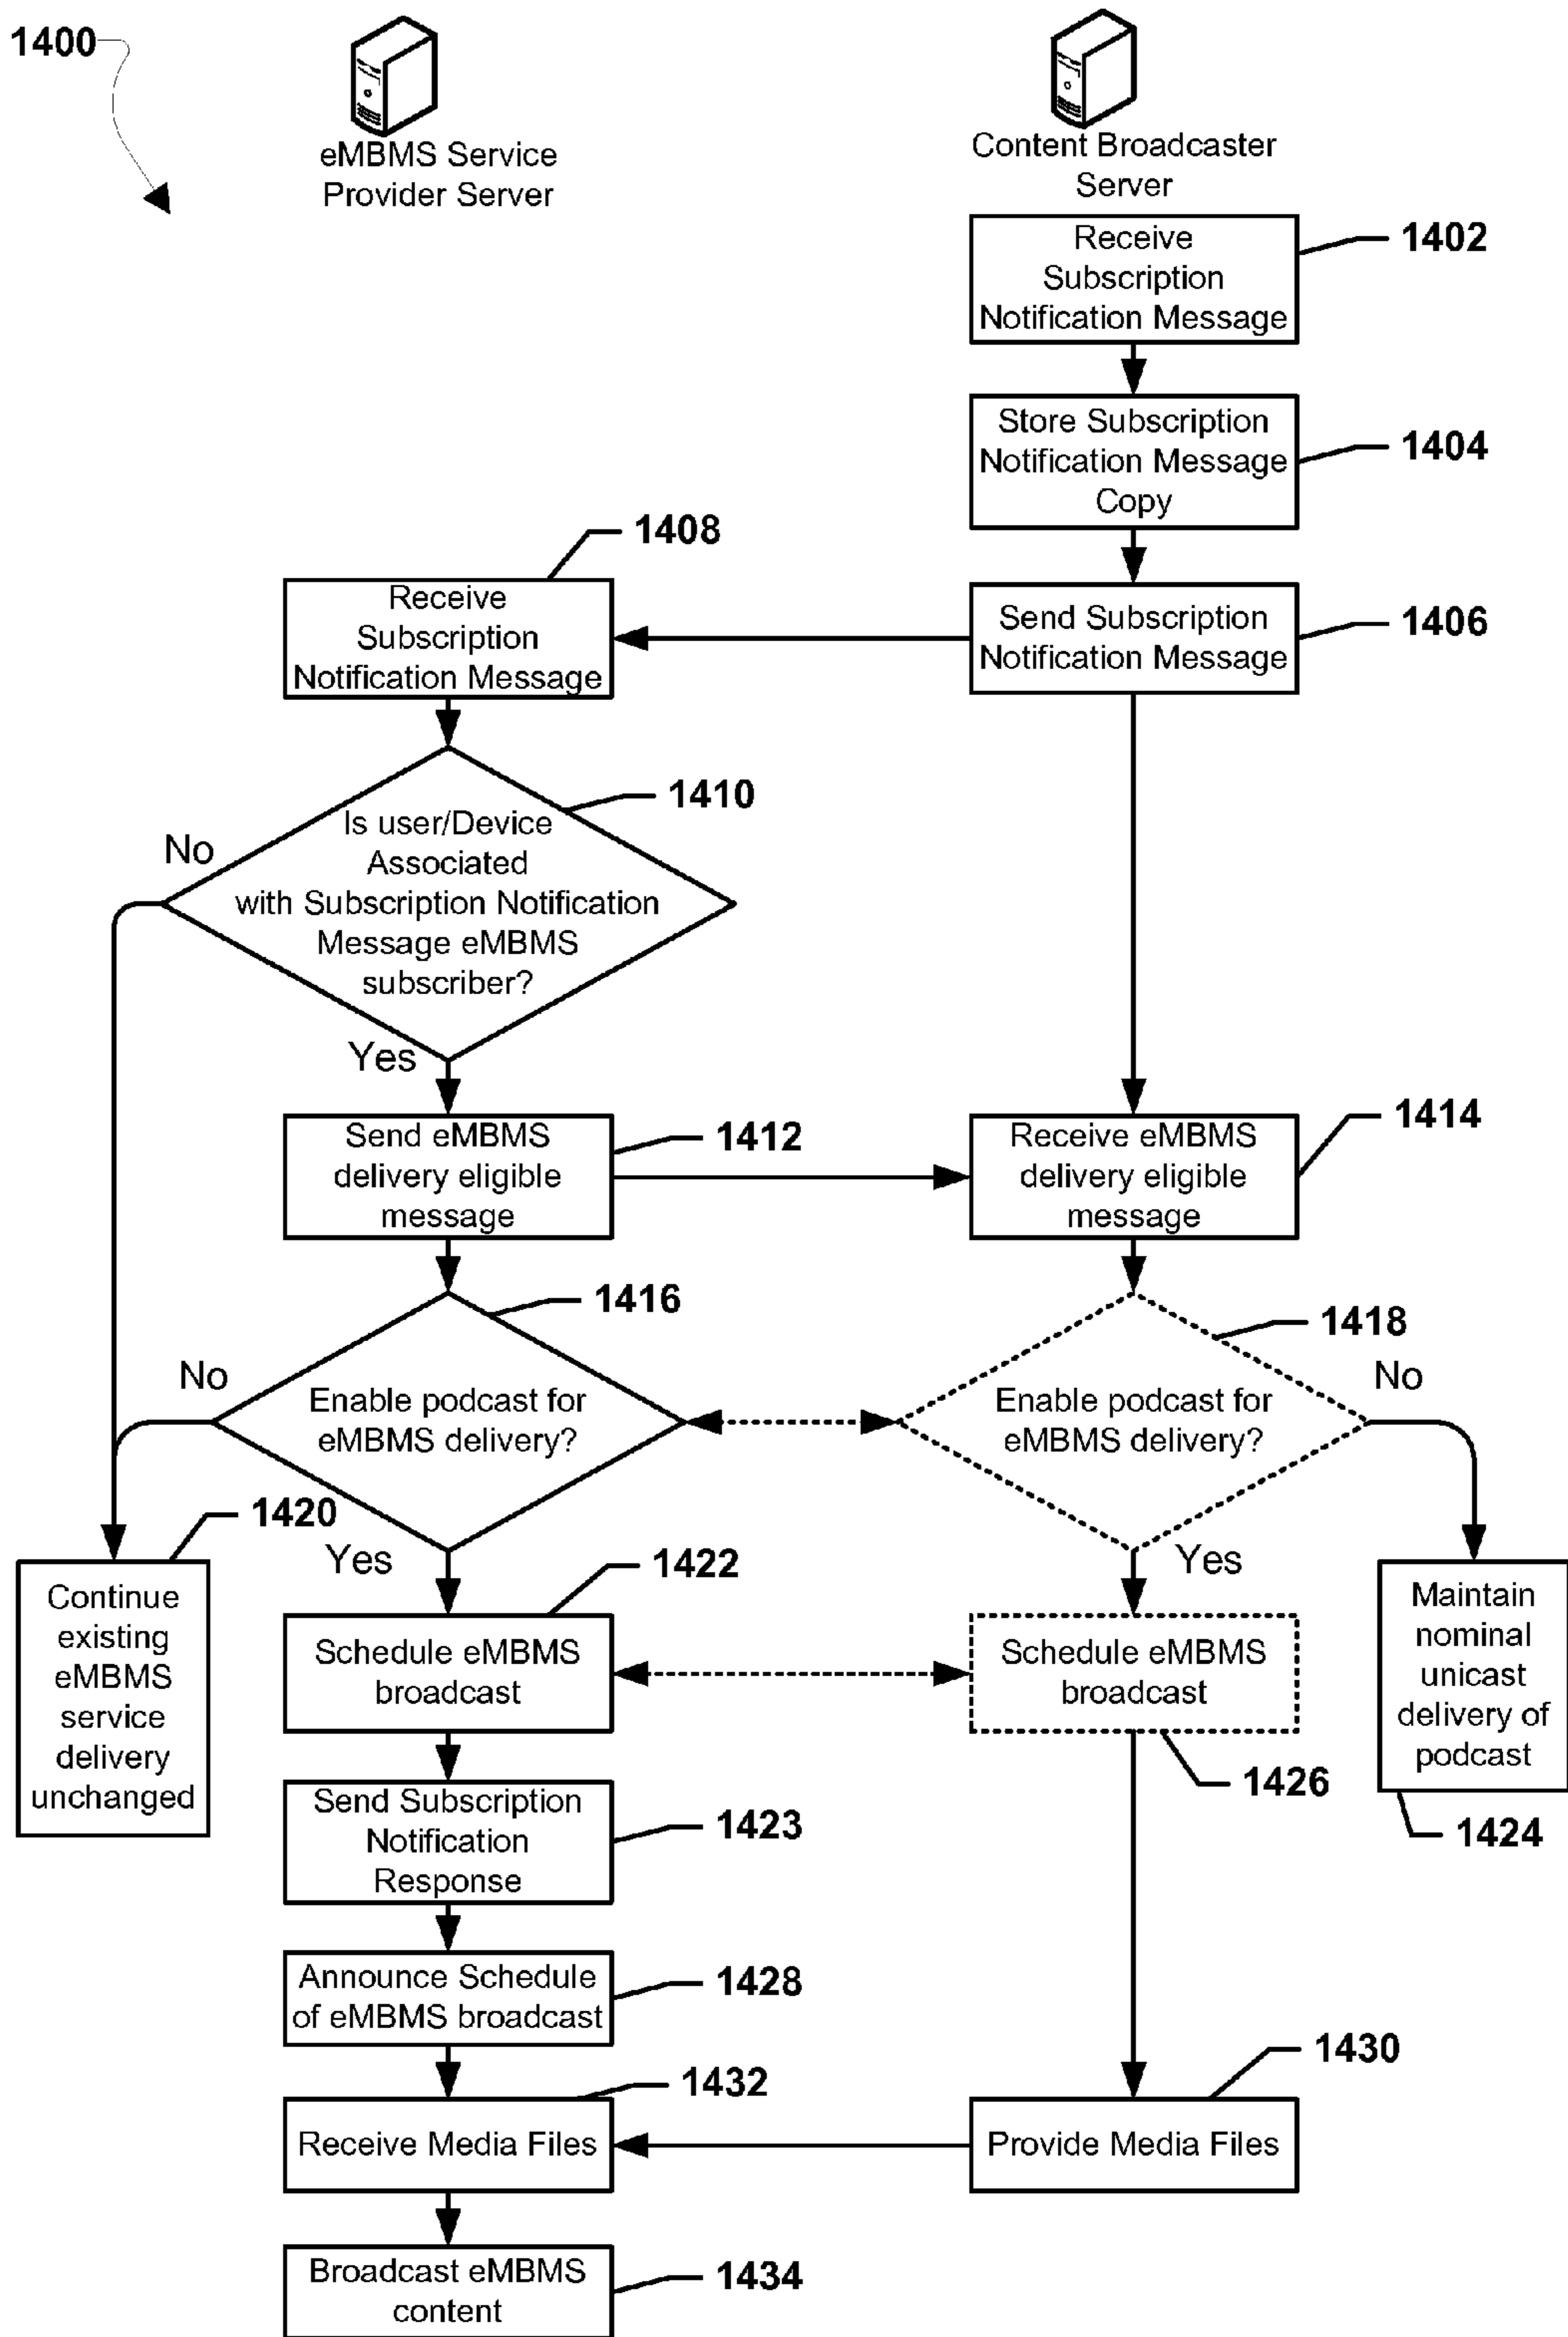 1400
eMBMS Service
Provider Server
Content Broadcaster
Server
Receive
Subscription
Notification Message
1402
Store Subscription
Notification Message
Copy
1404
Send Subscription
Notification Message
1406
1408
Receive
Subscription
Notification Message
1410
Is user/Device
Associated
with Subscription Notification
Message eMBMS
subscriber?
No
Yes
Send eMBMS
delivery eligible
message
1412
Receive eMBMS
delivery eligible
message
1414
1416
Enable podcast for
eMBMS delivery?
No
Yes
1418
Enable podcast for
eMBMS delivery?
No
Yes
1420
Continue
existing
eMBMS
service
delivery
unchanged
1422
Schedule eMBMS
broadcast
Schedule eMBMS
broadcast
1426
Maintain
nominal
unicast
delivery of
podcast
1424
Send Subscription
Notification
Response
1423
Announce Schedule
of eMBMS broadcast
1428
1430
1432
Receive Media Files
Provide Media Files
Broadcast eMBMS
content
1434